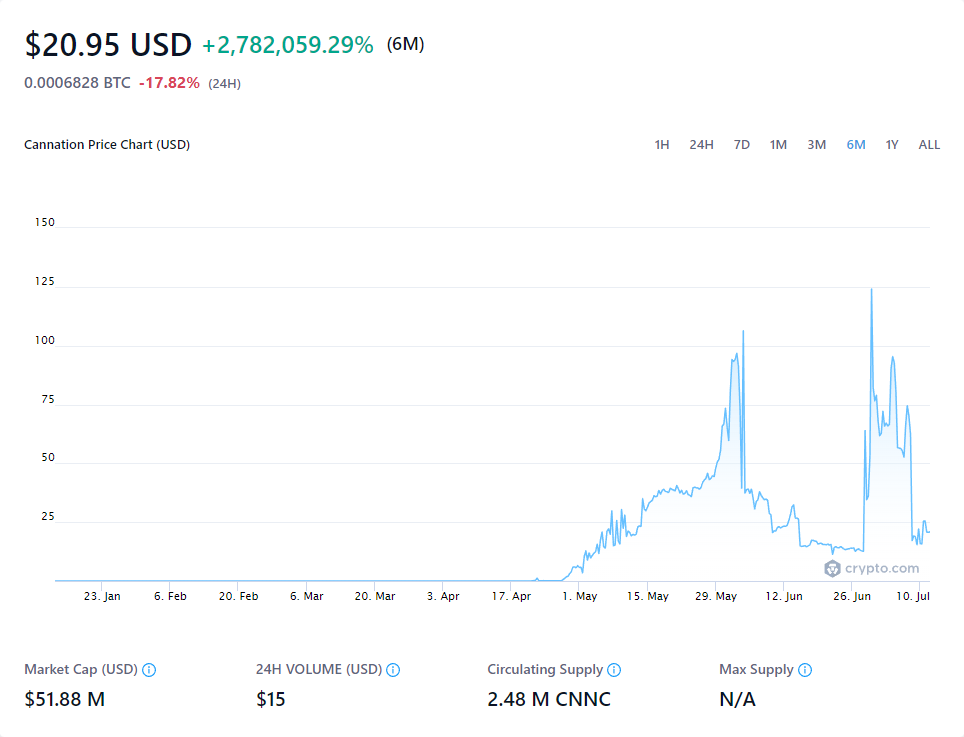 $20.95 USD +2,782,059.29% (6M)
0.0006828 BTC -17.82% (24H)
Cannation Price Chart (USD) 1H 24H 7D 1M 3M 6M 1Y ALL
150
125
100
75
50
25
crypto.com
23. Jan 6. Feb 20. Feb 6. Mar 20. Mar 3. Apr 17. Apr 1. May 15. May 29. May 12. Jun 26. Jun 10. Jul
Market Cap (USD) 24H VOLUME (USD) Circulating Supply Max Supply
$51.88 M $15 2.48 M CNNC N/A